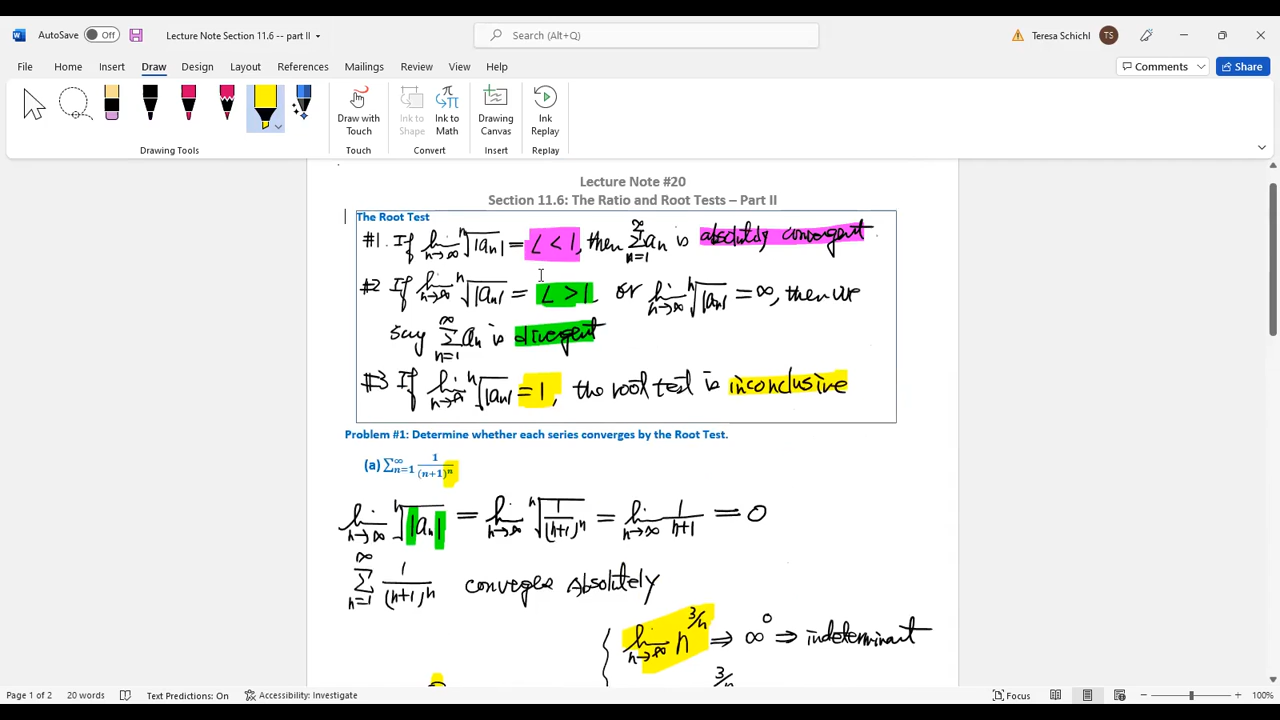 AutoSave Off Lecture Note Section 11.6 -- part II Search (Alt+Q) Teresa Schichl TS
File Home Insert Draw Design Layout References Mailings Review View Help Comments Share
Draw with Touch Ink to Shape Ink to Math Drawing Canvas Ink Replay
Drawing Tools Touch Convert Insert Replay
Lecture Note #20
Section 11.6: The Ratio and Root Tests – Part II
The Root Test
#1. If lim n→∞ ⁿ√|aₙ| = L < 1, then ∑ₙ₌₁^∞ aₙ is absolutely convergent
#2 If lim n→∞ ⁿ√|aₙ| = L > 1 or lim n→∞ ⁿ√|aₙ| = ∞, then we
say ∑ₙ₌₁^∞ aₙ is divergent
#3 If lim n→∞ ⁿ√|aₙ| = 1, the root test is inconclusive
Problem #1: Determine whether each series converges by the Root Test.
(a) ∑ₙ₌₁^∞ 1/(n+1)ⁿ
lim n→∞ ⁿ√|aₙ| = lim n→∞ ⁿ√(1/(n+1)ⁿ) = lim n→∞ 1/(n+1) = 0
∑ₙ₌₁^∞ 1/(n+1)ⁿ converges absolutely
lim n→∞ n^(3/n) ⇒ ∞⁰ ⇒ indeterminant
3/n
Page 1 of 2 20 words Text Predictions: On Accessibility: Investigate Focus 100%